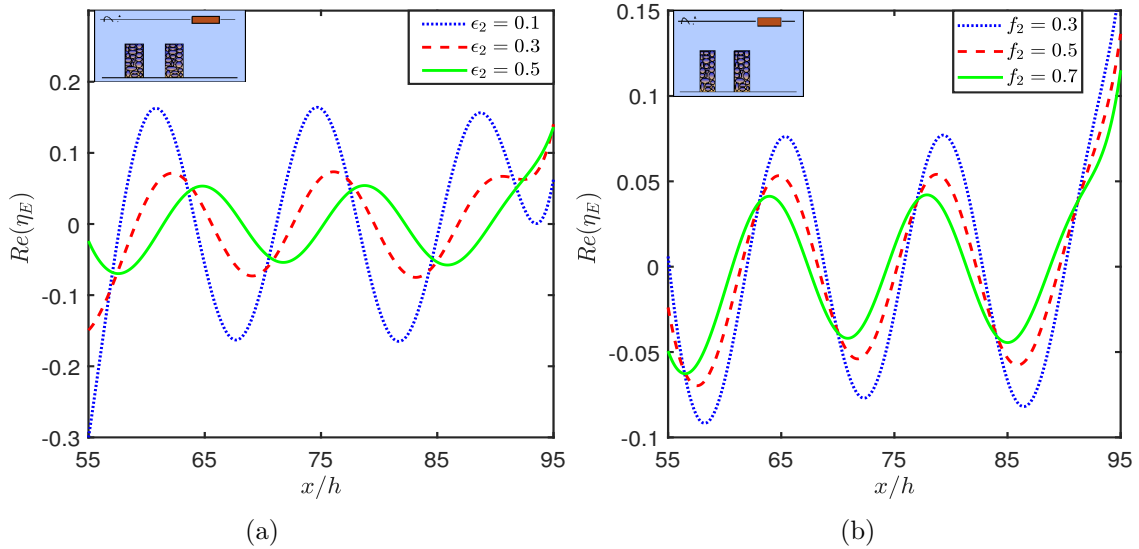 ϵ₂ = 0.1
ϵ₂ = 0.3
ϵ₂ = 0.5
0.2
0.1
0
-0.1
-0.2
-0.3
Re(η_E)
55 65 75 85 95
x/h
(a)
f₂ = 0.3
f₂ = 0.5
f₂ = 0.7
0.15
0.1
0.05
0
-0.05
-0.1
Re(η_E)
55 65 75 85 95
x/h
(b)